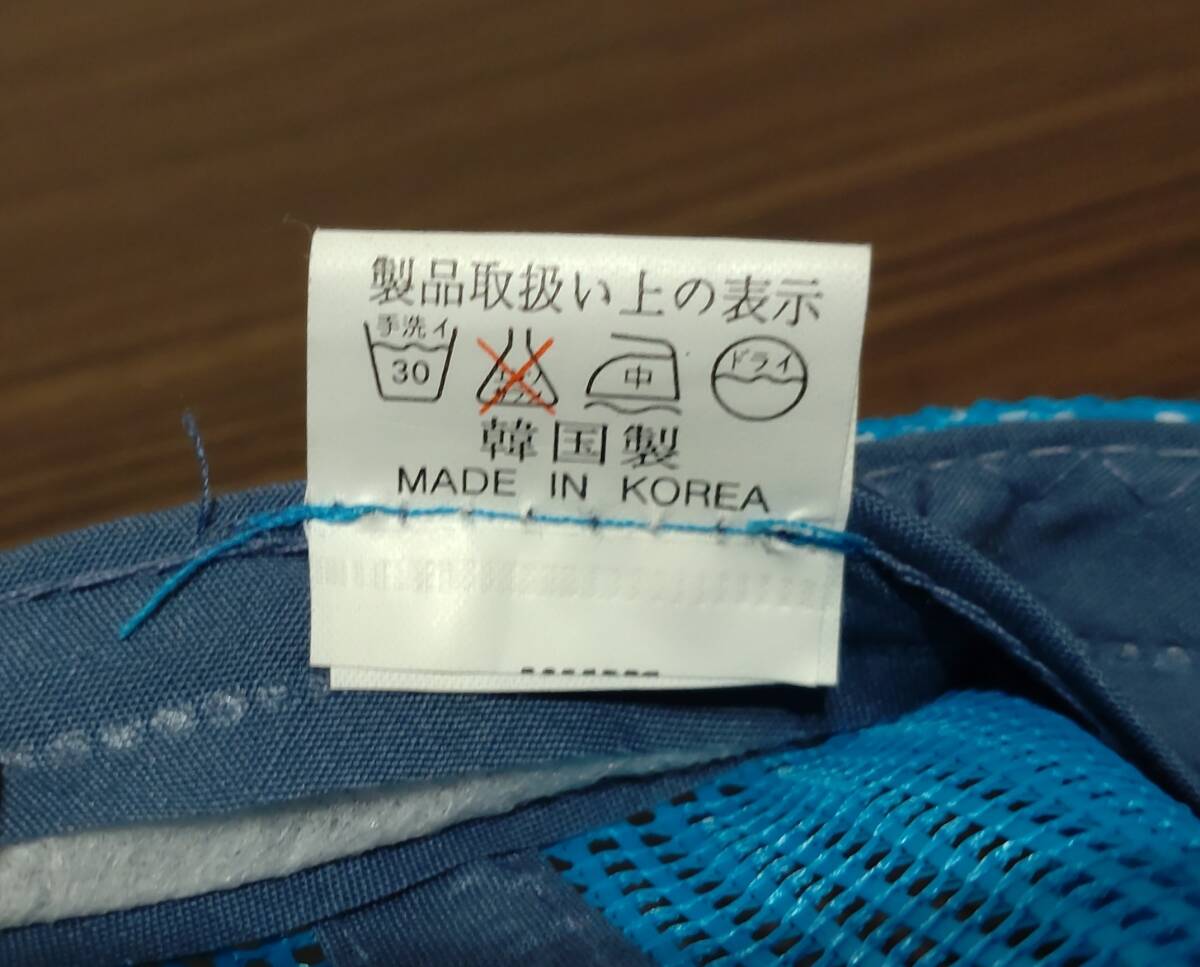 製品取扱い上の表示
手洗イ
30
中
ドライ
韓国製
MADE IN KOREA